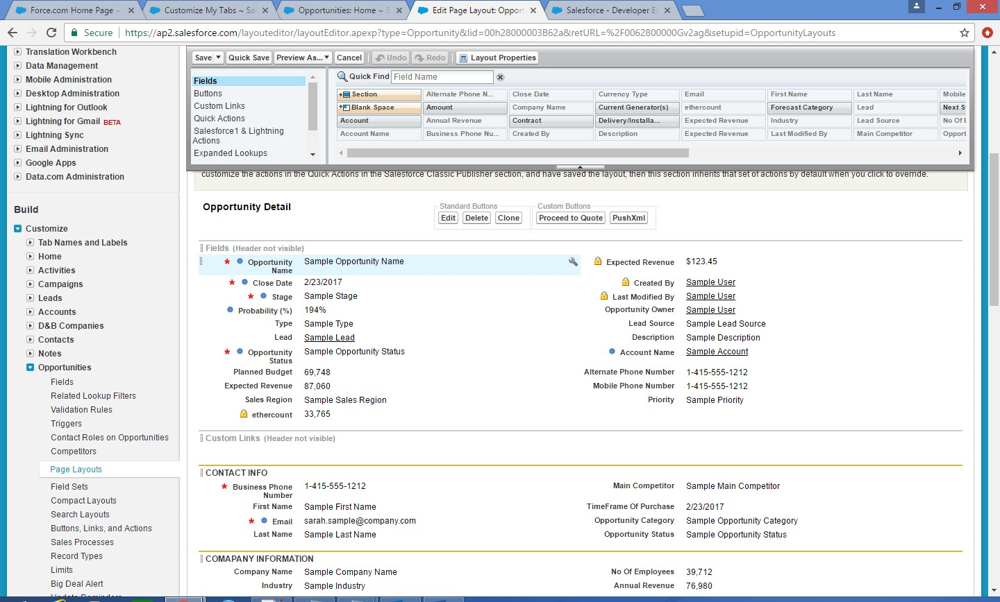 Force.com Home Page ~
Customize My Tabs ~ Sal
Opportunities: Home ~ S
Edit Page Layout: Opport
Salesforce - Developer E
Secure
https://ap2.salesforce.com/layouteditor/layoutEditor.apexp?type=Opportunity&lid=00h28000003B62a&retURL=%2F0062800000Gv2ag&setupid=OpportunityLayouts
Translation Workbench
Data Management
Mobile Administration
Desktop Administration
Lightning for Outlook
Lightning for Gmail BETA
Lightning Sync
Email Administration
Google Apps
Data.com Administration
Build
Customize
Tab Names and Labels
Home
Activities
Campaigns
Leads
Accounts
D&B Companies
Contacts
Notes
Opportunities
Fields
Related Lookup Filters
Validation Rules
Triggers
Contact Roles on Opportunities
Competitors
Page Layouts
Field Sets
Compact Layouts
Search Layouts
Buttons, Links, and Actions
Sales Processes
Record Types
Limits
Big Deal Alert
Update Reminders
Save Quick Save Preview As... Cancel Undo Redo Layout Properties
Fields
Buttons
Custom Links
Quick Actions
Salesforce1 & Lightning
Actions
Expanded Lookups
Quick Find Field Name
Section Alternate Phone N... Close Date Currency Type Email First Name Last Name Mobile
Blank Space Amount Company Name Current Generator(s) ethercount Forecast Category Lead Next S
Account Annual Revenue Contract Delivery/Installa... Expected Revenue Industry Lead Source No Of E
Account Name Business Phone Nu... Created By Description Expected Revenue Last Modified By Main Competitor Opport
customize the actions in the Quick Actions in the Salesforce Classic Publisher section, and have saved the layout, then this section inherits that set of actions by default when you click to override.
Opportunity Detail
Standard Buttons
Edit Delete Clone
Custom Buttons
Proceed to Quote PushXml
Fields (Header not visible)
* Opportunity Name Sample Opportunity Name
Expected Revenue $123.45
* Close Date 2/23/2017
Created By Sample User
* Stage Sample Stage
Last Modified By Sample User
Probability (%) 194%
Opportunity Owner Sample User
Type Sample Type
Lead Source Sample Lead Source
Lead Sample Lead
Description Sample Description
* Opportunity Status Sample Opportunity Status
Account Name Sample Account
Planned Budget 69,748
Alternate Phone Number 1-415-555-1212
Expected Revenue 87,060
Mobile Phone Number 1-415-555-1212
Sales Region Sample Sales Region
Priority Sample Priority
ethercount 33,765
Custom Links (Header not visible)
CONTACT INFO
* Business Phone Number 1-415-555-1212
Main Competitor Sample Main Competitor
First Name Sample First Name
TimeFrame Of Purchase 2/23/2017
* Email sarah.sample@company.com
Opportunity Category Sample Opportunity Category
Last Name Sample Last Name
Opportunity Status Sample Opportunity Status
COMAPANY INFORMATION
Company Name Sample Company Name
No Of Employees 39,712
Industry Sample Industry
Annual Revenue 76,980